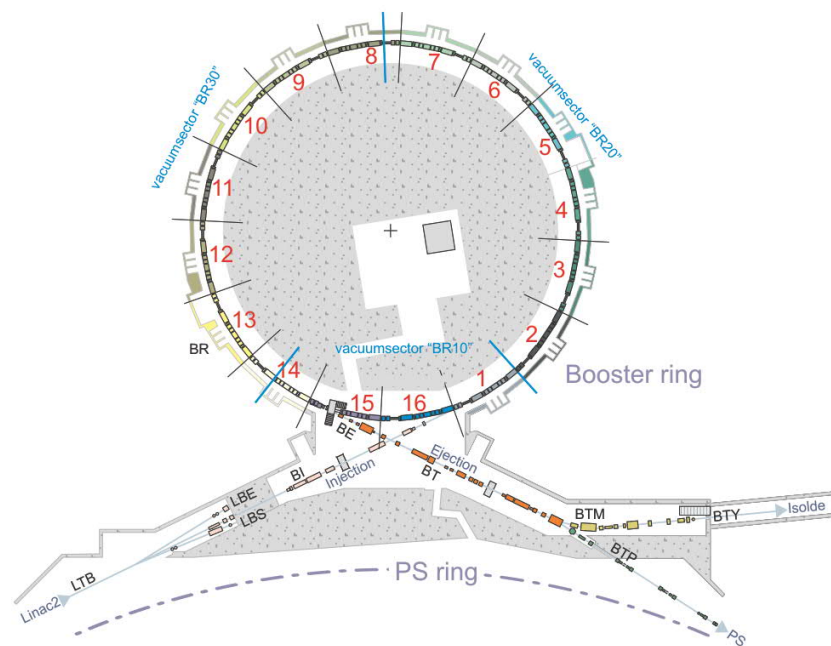 8
7
9
6
vacuumsector "BR30"
vacuumsector "BR20"
10
5
11
4
12
3
13
2
BR
vacuumsector "BR10"
14
1
Booster ring
15
16
BE
Ejection
BT
BI
Injection
LBE
LBS
BTM
BTY
Isolde
BTP
LTB
PS ring
Linac2
PS